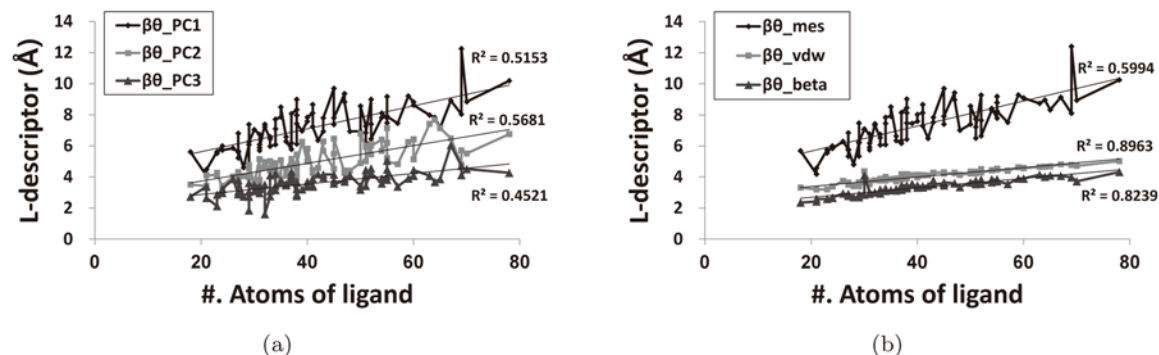 L-descriptor (Å)
14
12
10
8
6
4
2
0
βθ_PC1
βθ_PC2
βθ_PC3
R² = 0.5153
R² = 0.5681
R² = 0.4521
0 20 40 60 80
#. Atoms of ligand
(a)
L-descriptor (Å)
14
12
10
8
6
4
2
0
βθ_mes
βθ_vdw
βθ_beta
R² = 0.5994
R² = 0.8963
R² = 0.8239
0 20 40 60 80
#. Atoms of ligand
(b)